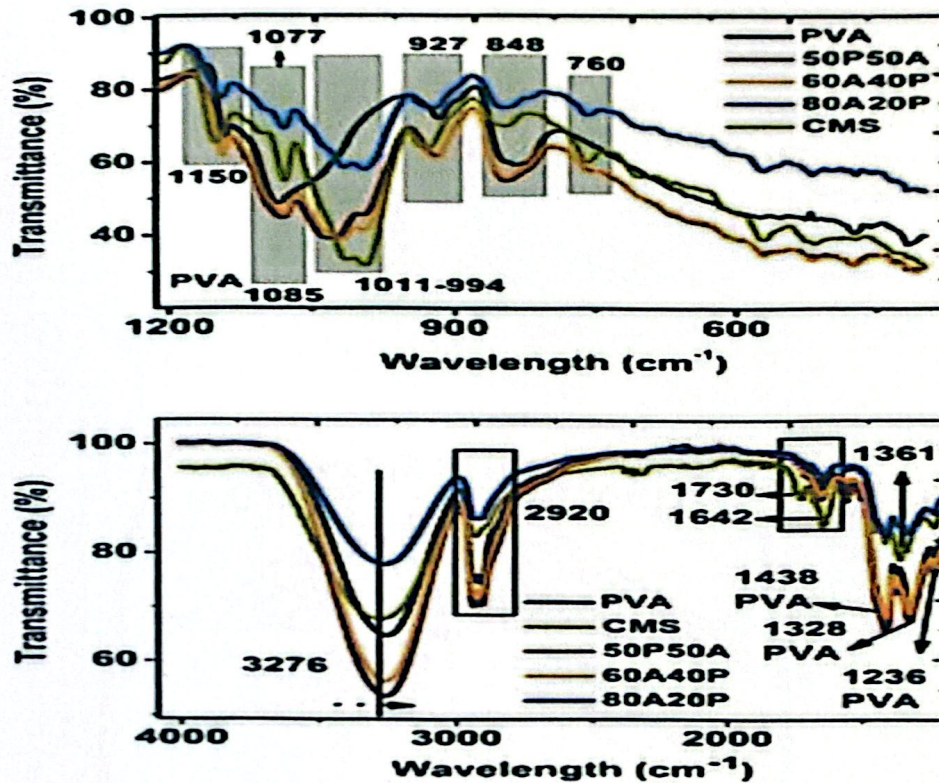 100
80
60
40
Transmittance (%)
1077
927
848
760
PVA
50P50A
60A40P
80A20P
CMS
1150
PVA
1085
1011-994
1200
900
600
Wavelength (cm⁻¹)
100
80
60
Transmittance (%)
1361
1730
1642
2920
1438
PVA
1328
PVA
1236
PVA
3276
PVA
CMS
50P50A
60A40P
80A20P
4000
3000
2000
Wavelength (cm⁻¹)